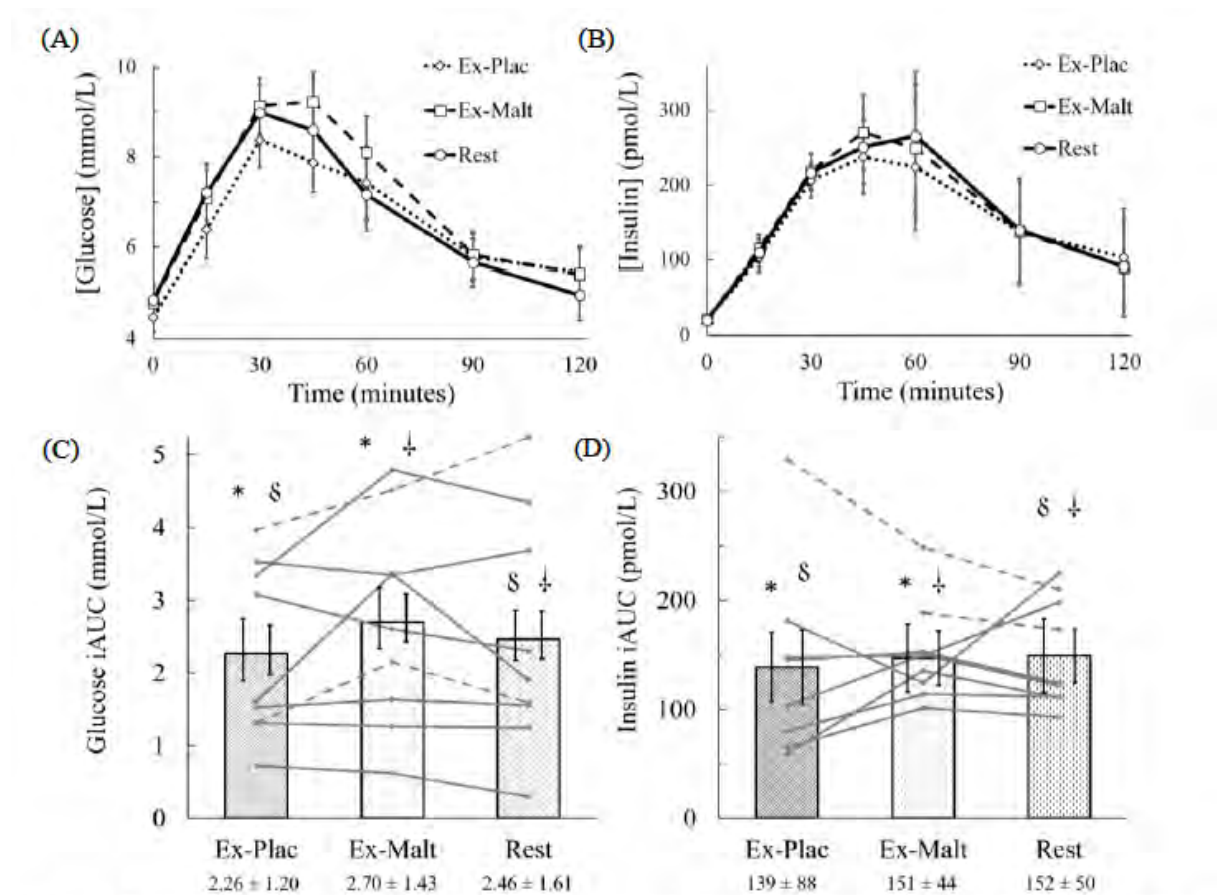 (A)
[Glucose] (mmol/L)
10
8
6
4
0
30
60
90
120
Time (minutes)
Ex-Plac
Ex-Malt
Rest
(B)
[Insulin] (pmol/L)
300
200
100
0
0
30
60
90
120
Time (minutes)
Ex-Plac
Ex-Malt
Rest
(C)
Glucose iAUC (mmol/L)
5
4
3
2
1
0
* §
* ⸸
§ ⸸
Ex-Plac Ex-Malt Rest
2.26 ± 1.20 2.70 ± 1.43 2.46 ± 1.61
(D)
Insulin iAUC (pmol/L)
300
200
100
0
* §
* ⸸
§ ⸸
Ex-Plac Ex-Malt Rest
139 ± 88 151 ± 44 152 ± 50